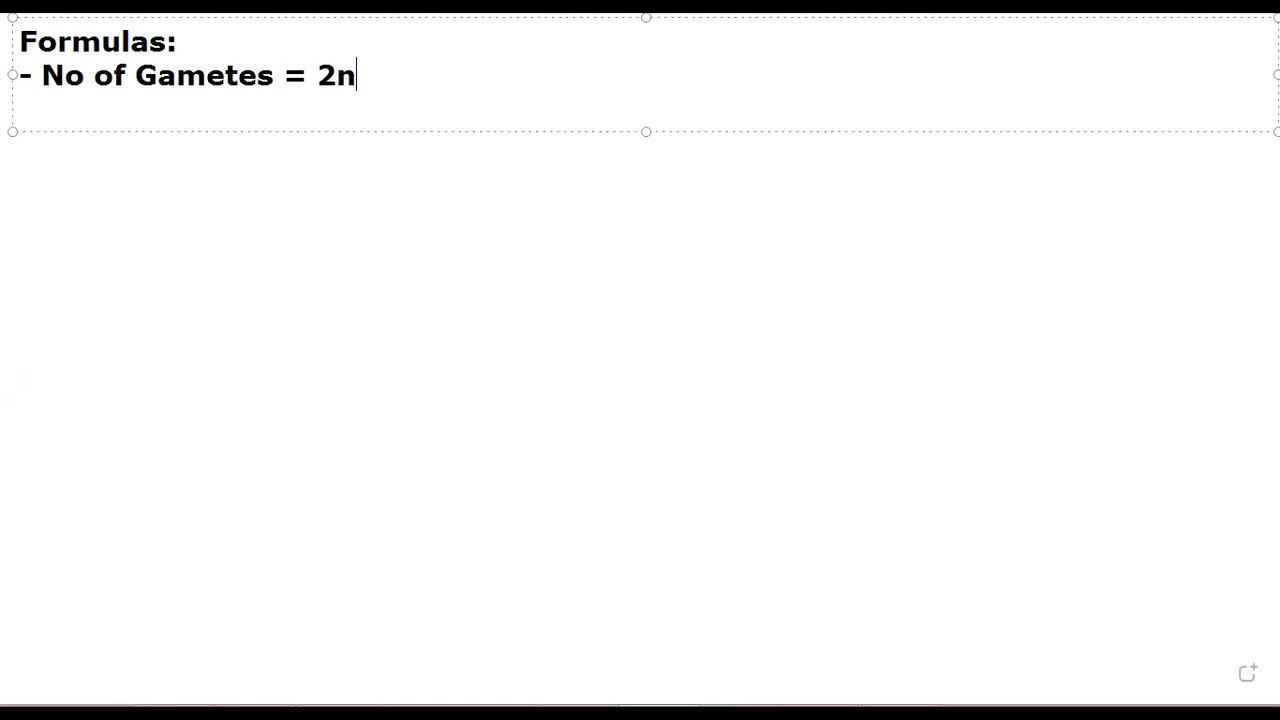 Formulas:
- No of Gametes = 2n